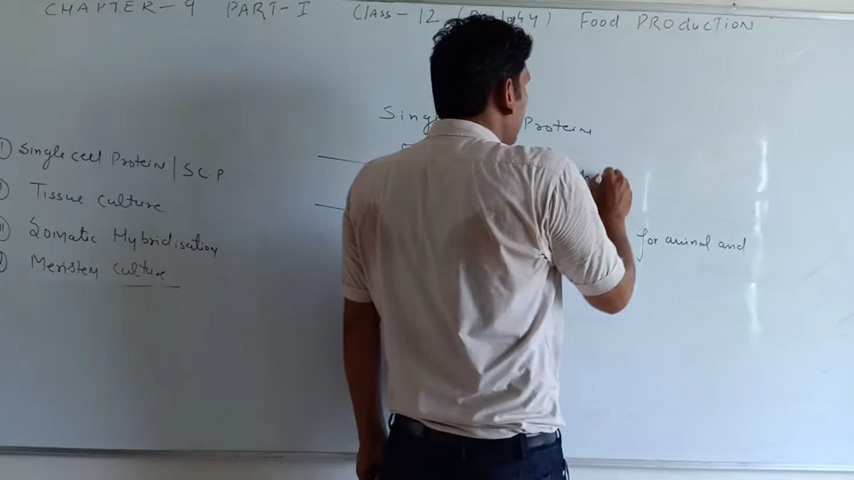 CHAPTER-9 PART-I Class-12 FOOD PRODUCTION
Single Cell Protein | S.C.P
Tissue Culture
Somatic Hybridisation
Meristem Culture
Sing Protein
for animal and